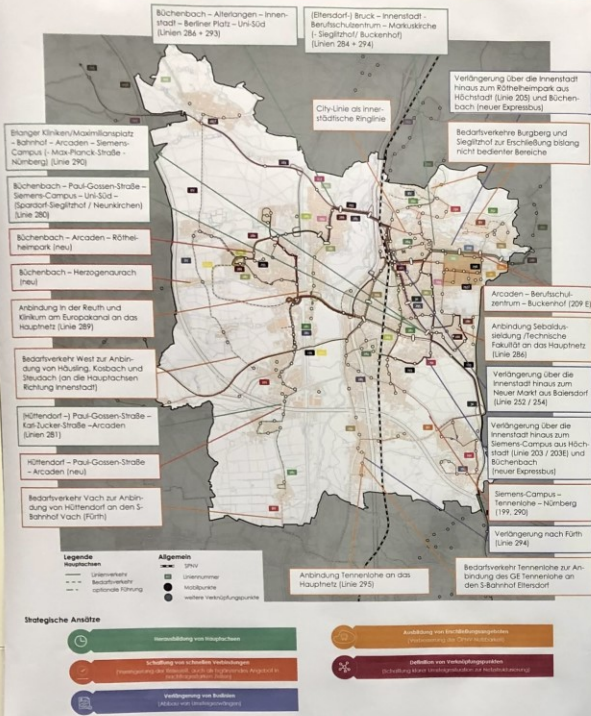 Büchenbach – Alterlangen – Innen-
stadt – Berliner Platz – Uni-Süd
(Linien 286 + 293)
(Eltersdorf-) Bruck – Innenstadt -
Berufsschulzentrum – Markuskirche
(- Sieglitzhof/ Buckenhof)
(Linien 284 + 294)
Verlängerung über die Innenstadt
hinaus zum Röthelheimpark aus
Höchstadt (Linie 205) und Büchen-
bach (neuer Expressbus)
City-Linie als inner-
städtische Ringlinie
Bedarfsverkehre Burgberg und
Sieglitzhof zur Erschließung bislang
nicht bedienter Bereiche
Erlanger Kliniken/Maximiliansplatz
– Bahnhof – Arcaden – Siemens-
Campus (- Max-Planck-Straße -
Nürnberg) (Linie 290)
Büchenbach – Paul-Gossen-Straße –
Siemens-Campus – Uni-Süd –
(Spardorf-Sieglitzhof / Neunkirchen)
(Linie 280)
Büchenbach – Arcaden – Röthel-
heimpark (neu)
Büchenbach – Herzogenaurach
(neu)
Anbindung In der Reuth und
Klinikum am Europakanal an das
Hauptnetz (Linie 289)
Bedarfsverkehr West zur Anbin-
dung von Häusling, Kosbach und
Steudach (an die Hauptachsen
Richtung Innenstadt)
(Hüttendorf –) Paul-Gossen-Straße –
Karl-Zucker-Straße –Arcaden
(Linien 281)
Hüttendorf – Paul-Gossen-Straße
– Arcaden (neu)
Bedarfsverkehr Vach zur Anbin-
dung von Hüttendorf an den S-
Bahnhof Vach (Fürth)
Arcaden – Berufsschul-
zentrum – Buckenhof (209 E)
Anbindung Sebaldus-
siedlung /Technische
Fakultät an das Hauptnetz
(Linie 286)
Verlängerung über die
Innenstadt hinaus zum
Neuer Markt aus Baiersdorf
(Linie 252 / 254)
Verlängerung über die
Innenstadt hinaus zum
Siemens-Campus aus Höch-
stadt (Linie 203 / 203E) und
Büchenbach
(neuer Expressbus)
Siemens-Campus –
Tennenlohe – Nürnberg
(199, 290)
Verlängerung nach Fürth
(Linie 294)
Anbindung Tennenlohe an das
Hauptnetz (Linie 295)
Bedarfsverkehr Tennenlohe zur An-
bindung des GE Tennenlohe an
den S-Bahnhof Eltersdorf
Legende
Hauptachsen
Linienverkehr
Bedarfsverkehr
optionale Führung
Allgemein
SPNV
Liniennummer
Mobilpunkte
weitere Verknüpfungspunkte
Strategische Ansätze
Herausbildung von Hauptachsen
Schaffung von schnellen Verbindungen
Verlängerung von Buslinien
(Abbau von Umsteigezwängen)
Ausbildung von Erschließungsangeboten
Definition von Verknüpfungspunkten